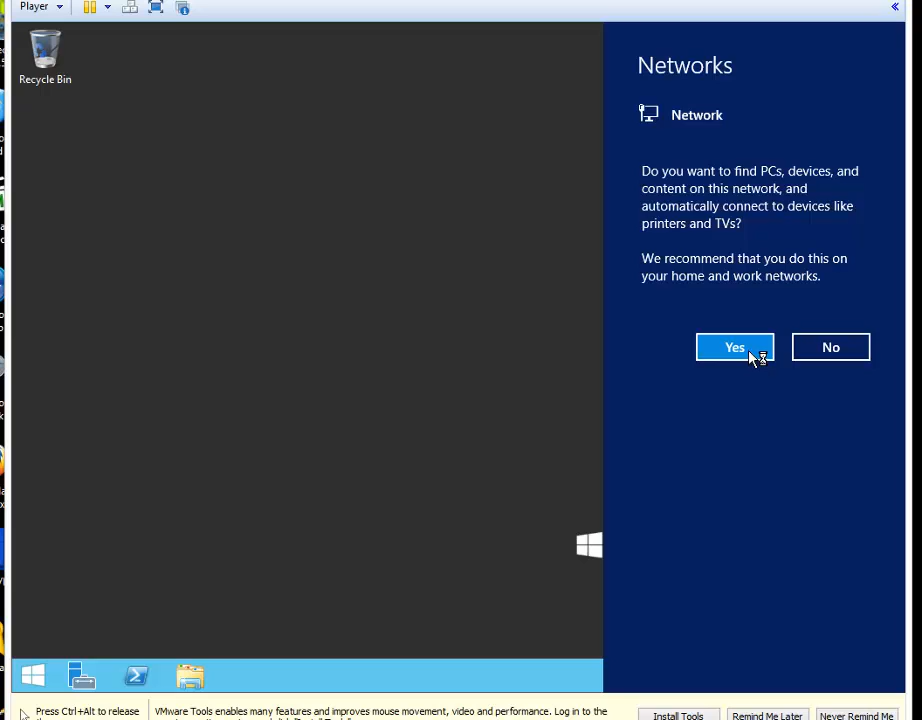 Player
Recycle Bin
Networks
Network
Do you want to find PCs, devices, and
content on this network, and
automatically connect to devices like
printers and TVs?
We recommend that you do this on
your home and work networks.
Yes
No
Press Ctrl+Alt to release
VMware Tools enables many features and improves mouse movement, video and performance. Log in to the
Install Tools
Remind Me Later
Never Remind Me